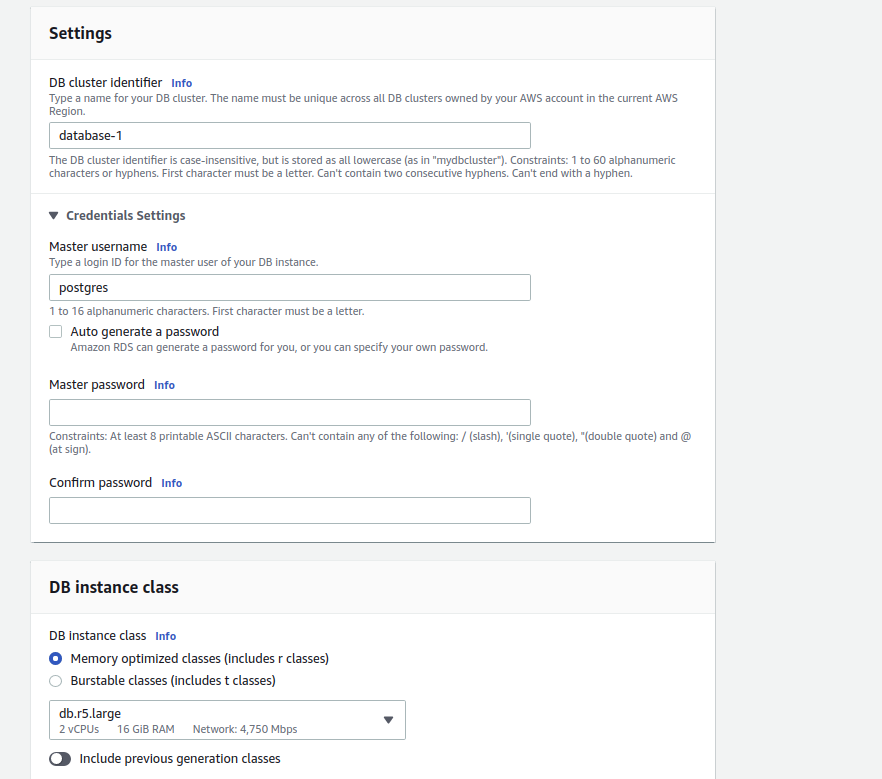 Settings
DB cluster identifier Info
Type a name for your DB cluster. The name must be unique across all DB clusters owned by your AWS account in the current AWS
Region.
database-1
The DB cluster identifier is case-insensitive, but is stored as all lowercase (as in "mydbcluster"). Constraints: 1 to 60 alphanumeric
characters or hyphens. First character must be a letter. Can't contain two consecutive hyphens. Can't end with a hyphen.
Credentials Settings
Master username Info
Type a login ID for the master user of your DB instance.
postgres
1 to 16 alphanumeric characters. First character must be a letter.
Auto generate a password
Amazon RDS can generate a password for you, or you can specify your own password.
Master password Info
Constraints: At least 8 printable ASCII characters. Can't contain any of the following: / (slash), '(single quote), "(double quote) and @
(at sign).
Confirm password Info
DB instance class
DB instance class Info
Memory optimized classes (includes r classes)
Burstable classes (includes t classes)
db.r5.large
2 vCPUs 16 GiB RAM Network: 4,750 Mbps
Include previous generation classes